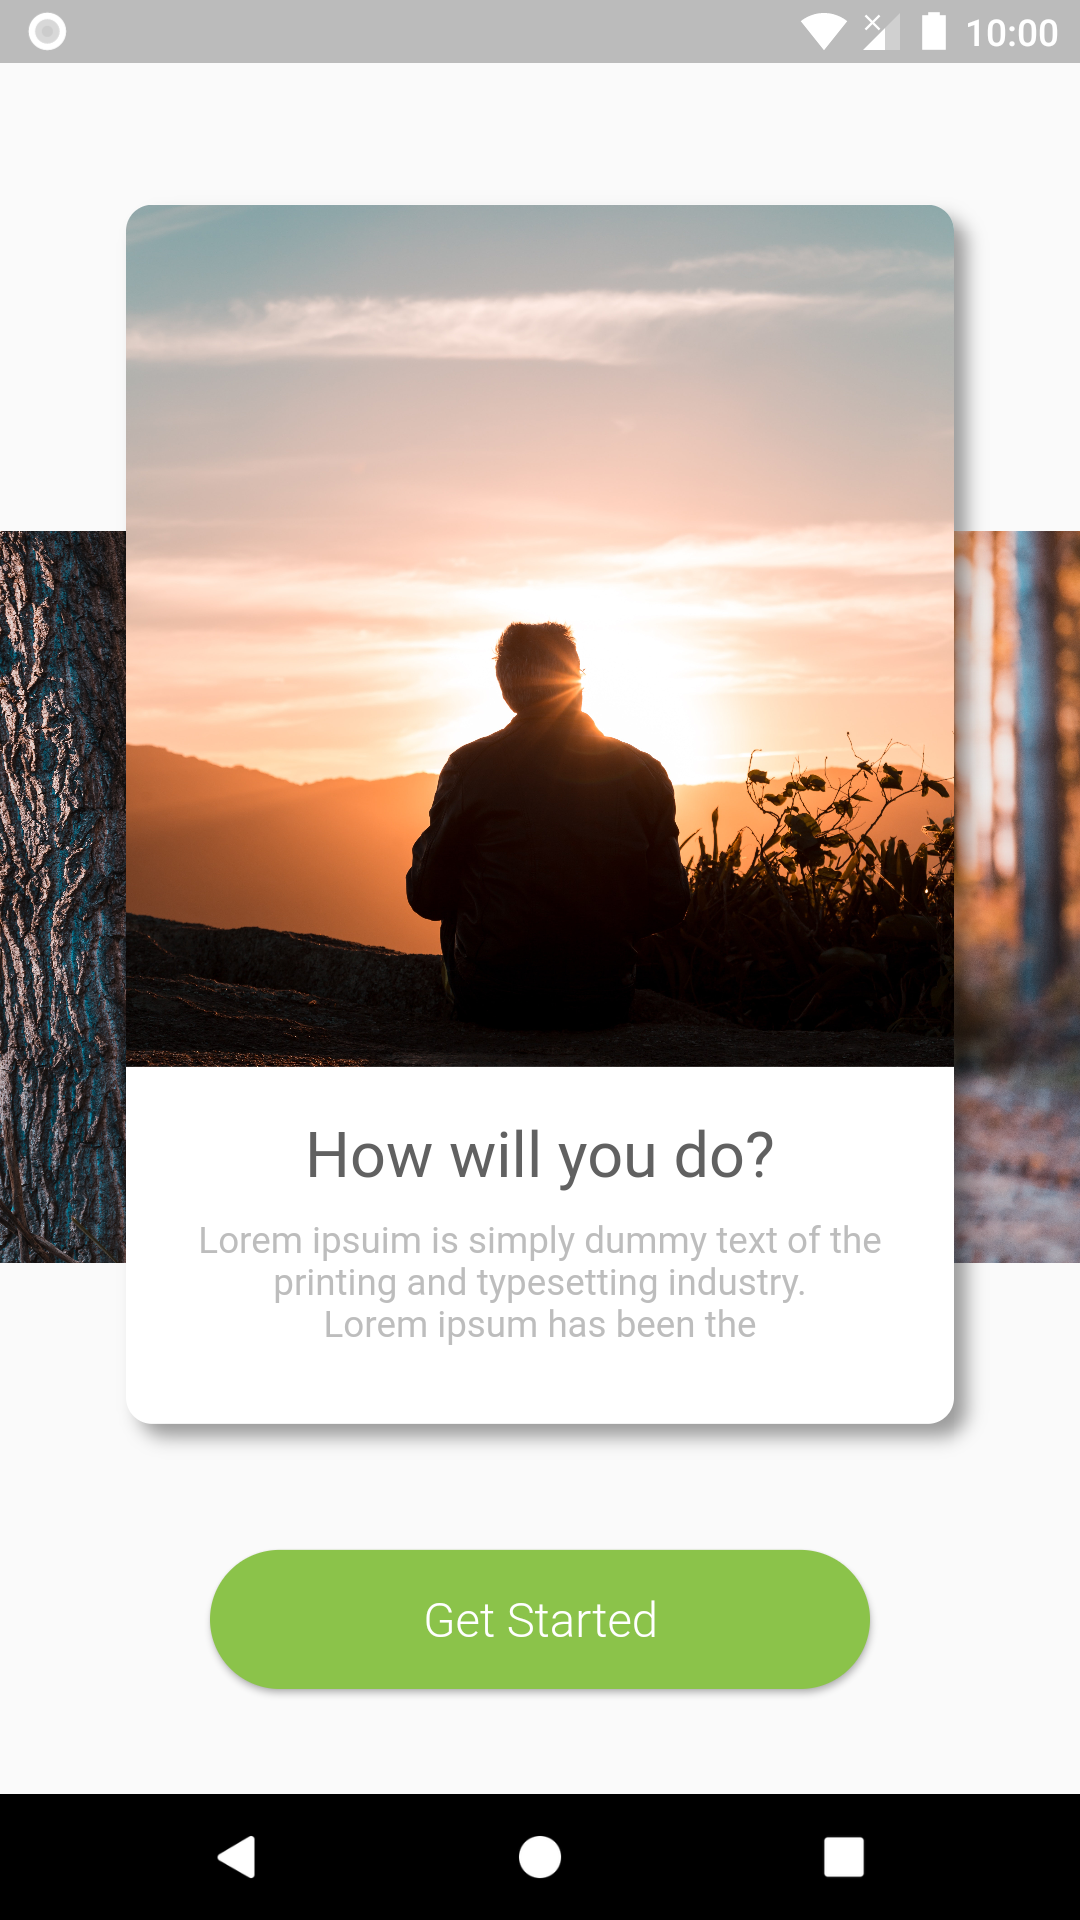 10:00
How will you do?
Lorem ipsuim is simply dummy text of the
printing and typesetting industry.
Lorem ipsum has been the
Get Started